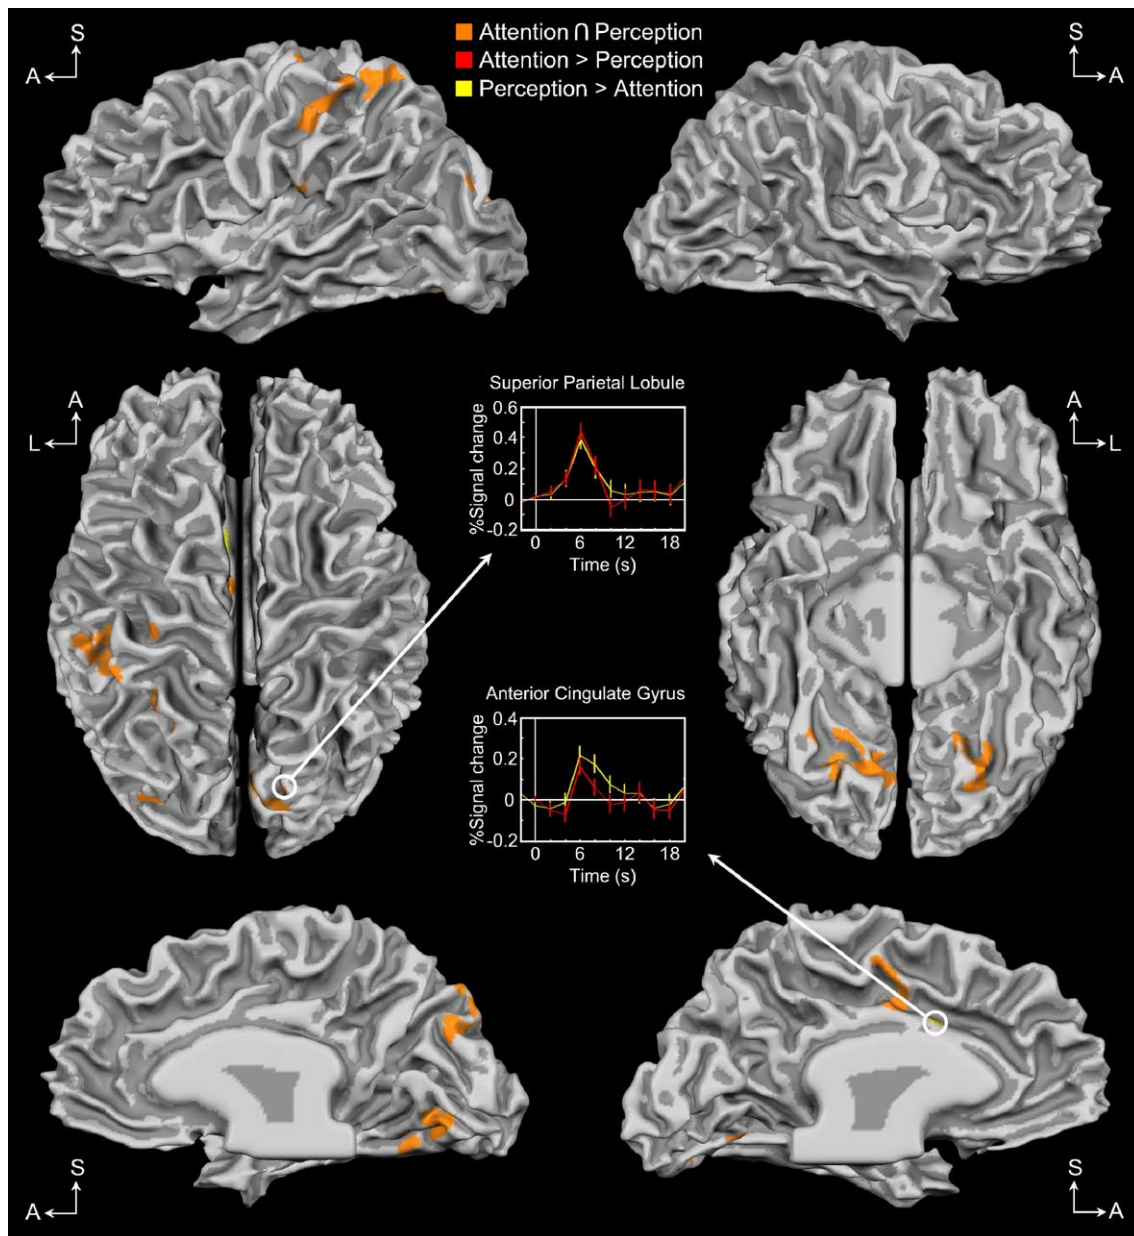 S
A
Attention ∩ Perception
Attention > Perception
Perception > Attention
S
A
A
L
Superior Parietal Lobule
%Signal change
0.6
0.4
0.2
0
-0.2
0 6 12 18
Time (s)
A
L
Anterior Cingulate Gyrus
%Signal change
0.4
0.2
0
-0.2
0 6 12 18
Time (s)
S
A
S
A